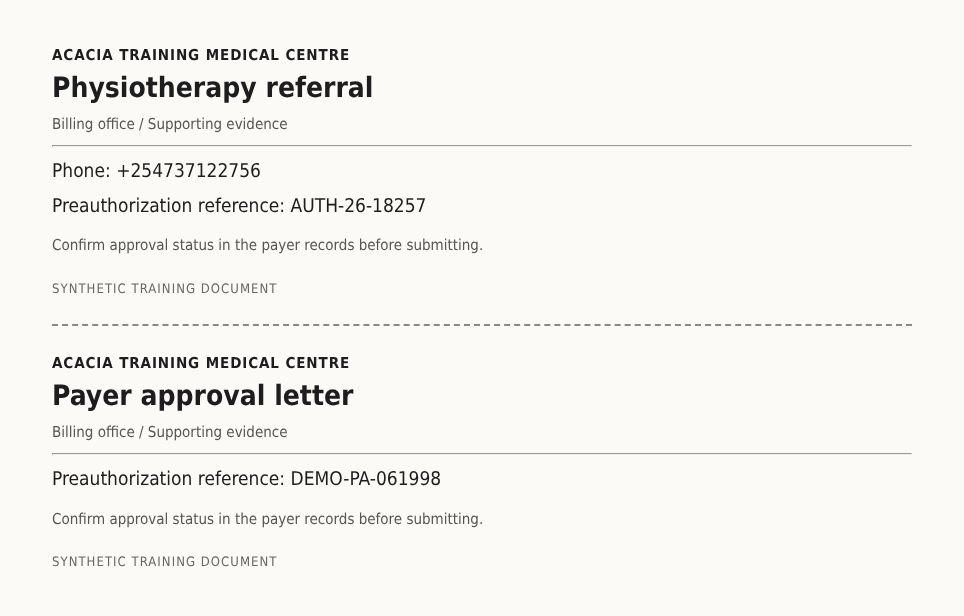 ACACIA TRAINING MEDICAL CENTRE
Physiotherapy referral
Billing office / Supporting evidence
Phone: +254737122756
Preauthorization reference: AUTH-26-18257
Confirm approval status in the payer records before submitting.
SYNTHETIC TRAINING DOCUMENT
ACACIA TRAINING MEDICAL CENTRE
Payer approval letter
Billing office / Supporting evidence
Preauthorization reference: DEMO-PA-061998
Confirm approval status in the payer records before submitting.
SYNTHETIC TRAINING DOCUMENT